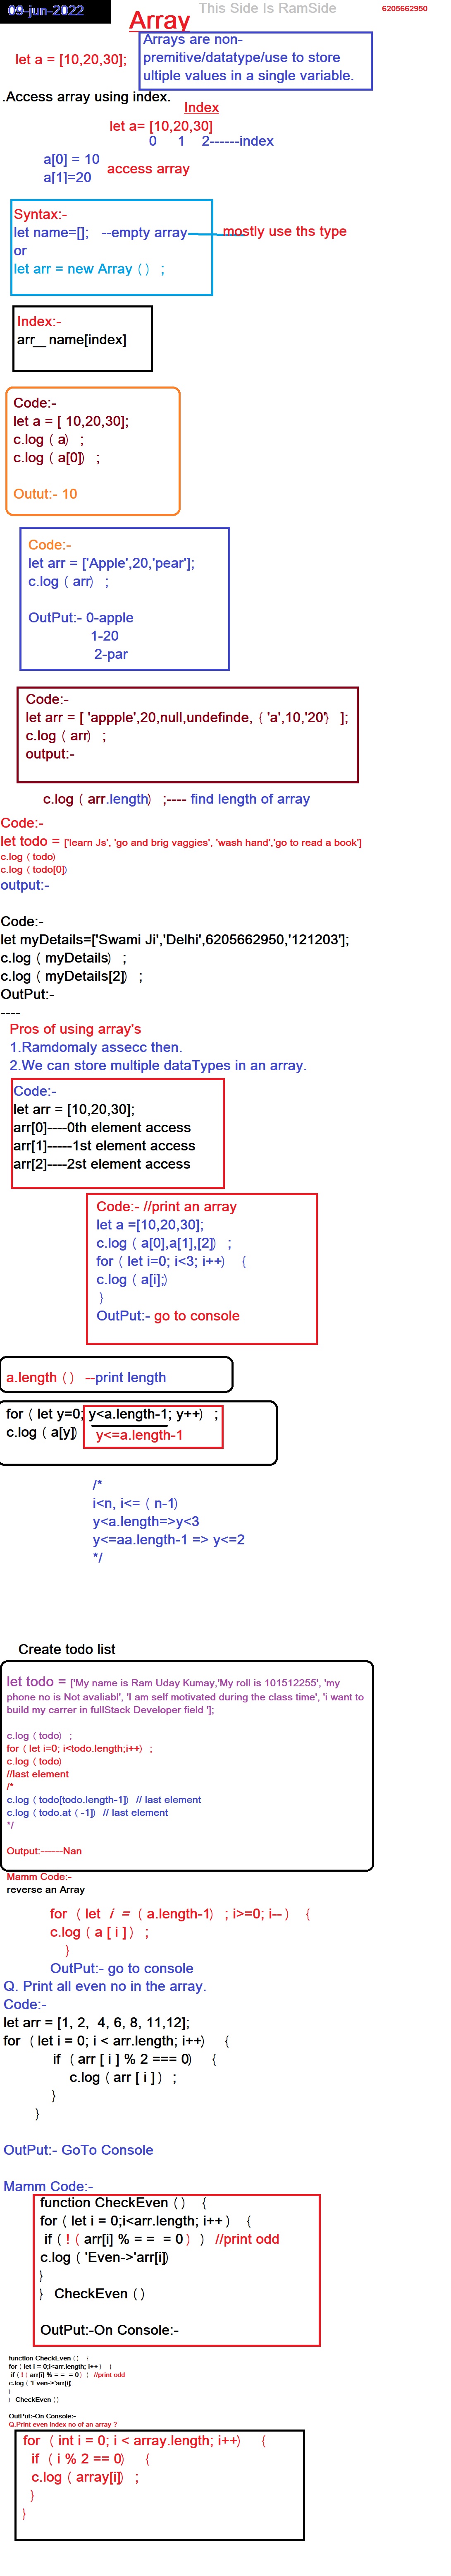 09-jun-2022
This Side Is RamSide
6205662950
Array
let a = [10,20,30];
Arrays are non-
premitive/datatype/use to store
ultiple values in a single variable.
.Access array using index.
Index
let a= [10,20,30]
0 1 2------index
a[0] = 10
a[1]=20
access array
Syntax:-
let name=[]; --empty array
mostly use ths type
or
let arr = new Array () ;
Index:-
arr__ name[index]
Code:-
let a = [ 10,20,30];
c.log ( a) ;
c.log ( a[0]) ;
Outut:- 10
Code:-
let arr = ['Apple',20,'pear'];
c.log ( arr) ;
OutPut:- 0-apple
1-20
2-par
Code:-
let arr = [ 'appple',20,null,undefinde, { 'a',10,'20'} ];
c.log ( arr) ;
output:-
c.log ( arr.length) ;---- find length of array
Code:-
let todo = ['learn Js', 'go and brig vaggies', 'wash hand','go to read a book']
c.log ( todo)
c.log ( todo[0])
output:-
Code:-
let myDetails=['Swami Ji','Delhi',6205662950,'121203'];
c.log ( myDetails) ;
c.log ( myDetails[2]) ;
OutPut:-
----
Pros of using array's
1.Ramdomaly assecc then.
2.We can store multiple dataTypes in an array.
Code:-
let arr = [10,20,30];
arr[0]----0th element access
arr[1]-----1st element access
arr[2]----2st element access
Code:- //print an array
let a =[10,20,30];
c.log ( a[0],a[1],[2]) ;
for ( let i=0; i<3; i++) {
c.log ( a[i];)
}
OutPut:- go to console
a.length () --print length
for ( let y=0; y<a.length-1; y++) ;
c.log ( a[y])
y<=a.length-1
/*
i<n, i<= ( n-1)
y<a.length=>y<3
y<=aa.length-1 => y<=2
*/
Create todo list
let todo = ['My name is Ram Uday Kumay,'My roll is 101512255', 'my
phone no is Not avaliabl', 'I am self motivated during the class time', 'i want to
build my carrer in fullStack Developer field '];
c.log ( todo) ;
for ( let i=0; i<todo.length;i++) ;
c.log ( todo)
//last element
/*
c.log ( todo[todo.length-1]) // last element
c.log ( todo.at ( -1]) // last element
*/
Output:------Nan
Mamm Code:-
reverse an Array
for ( let i = ( a.length-1) ; i>=0; i-- ) {
c.log ( a [ i ] ) ;
}
OutPut:- go to console
Q. Print all even no in the array.
Code:-
let arr = [1, 2, 4, 6, 8, 11,12];
for ( let i = 0; i < arr.length; i++) {
if ( arr [ i ] % 2 === 0) {
c.log ( arr [ i ] ) ;
}
}
OutPut:- GoTo Console
Mamm Code:-
function CheckEven () {
for ( let i = 0;i<arr.length; i++ ) {
if ( ! ( arr[i] % = = = 0 ) ) //print odd
c.log ( 'Even->'arr[i])
}
} CheckEven ()
OutPut:-On Console:-
function CheckEven () {
for ( let i = 0;i<arr.length; i++ ) {
if ( ! ( arr[i] % = = = 0 ) ) //print odd
c.log ( 'Even->'arr[i])
}
} CheckEven ()
OutPut:-On Console:-
Q.Print even index no of an array ?
for ( int i = 0; i < array.length; i++) {
if ( i % 2 == 0) {
c.log ( array[i]) ;
}
}